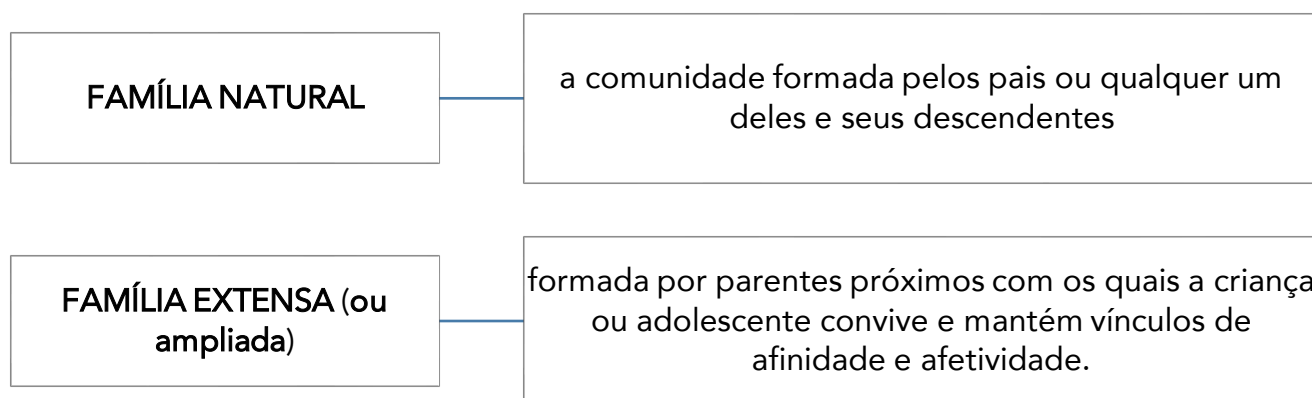 FAMÍLIA NATURAL
a comunidade formada pelos pais ou qualquer um
deles e seus descendentes
FAMÍLIA EXTENSA (ou
ampliada)
formada por parentes próximos com os quais a criança
ou adolescente convive e mantém vínculos de
afinidade e afetividade.